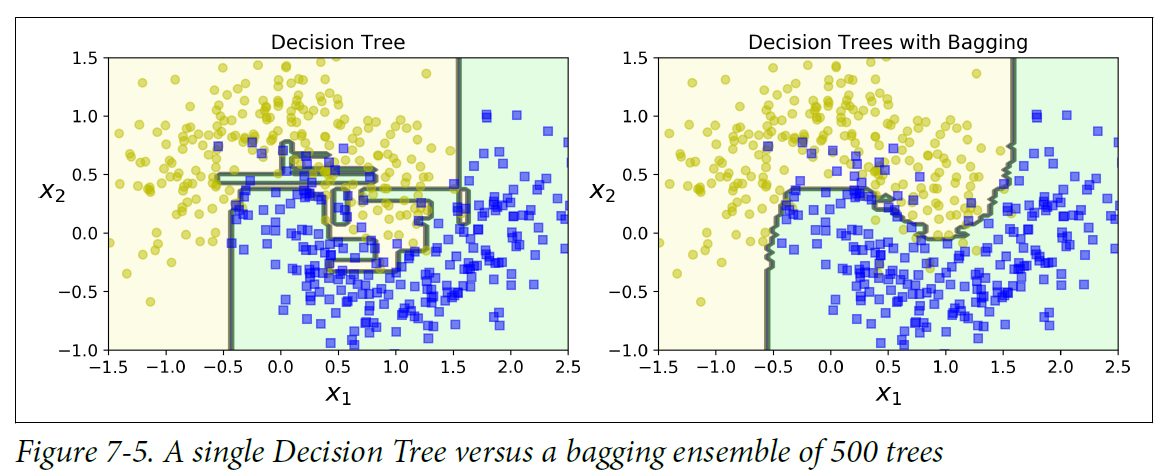 Decision Tree
1.5
1.0
0.5
0.0
−0.5
−1.0
x2
−1.5 −1.0 −0.5 0.0 0.5 1.0 1.5 2.0 2.5
x1
Decision Trees with Bagging
1.5
1.0
0.5
0.0
−0.5
−1.0
x2
−1.5 −1.0 −0.5 0.0 0.5 1.0 1.5 2.0 2.5
x1
Figure 7-5. A single Decision Tree versus a bagging ensemble of 500 trees